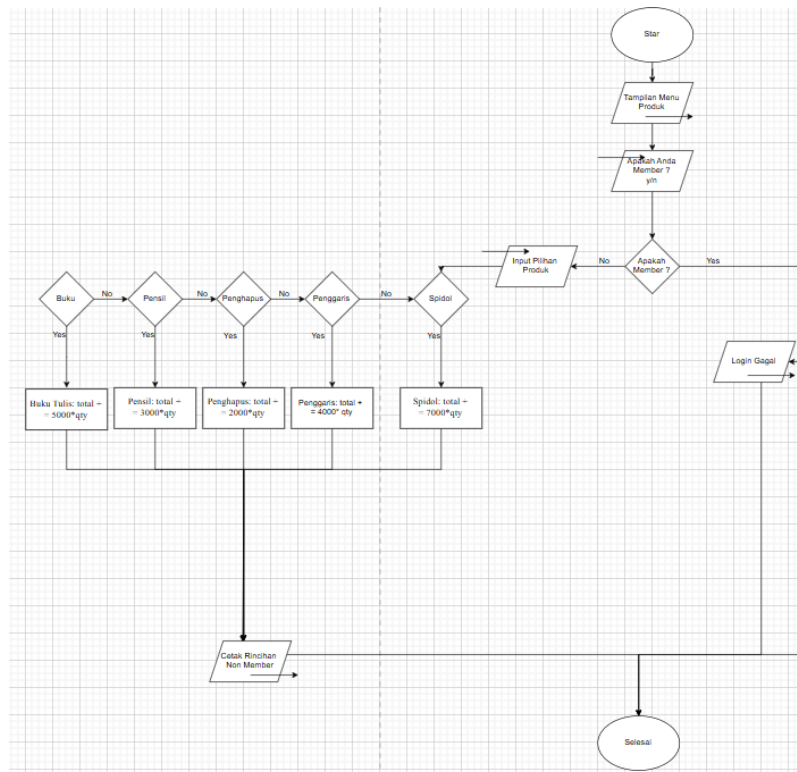 Star
Tampilan Menu
Produk
Apakah Anda
Member ?
y/n
Apakah
Member ?
No
Yes
Input Pilihan
Produk
Buku
No
Pensil
No
Penghapus
No
Penggaris
No
Spidol
Yes
Yes
Yes
Yes
Yes
Login Gagal
Buku Tulis: total +
= 5000*qty
Pensil: total +
= 3000*qty
Penghapus: total +
= 2000*qty
Penggaris: total +
= 4000* qty
Spidol: total +
= 7000*qty
Cetak Rincihan
Non Member
Selesai